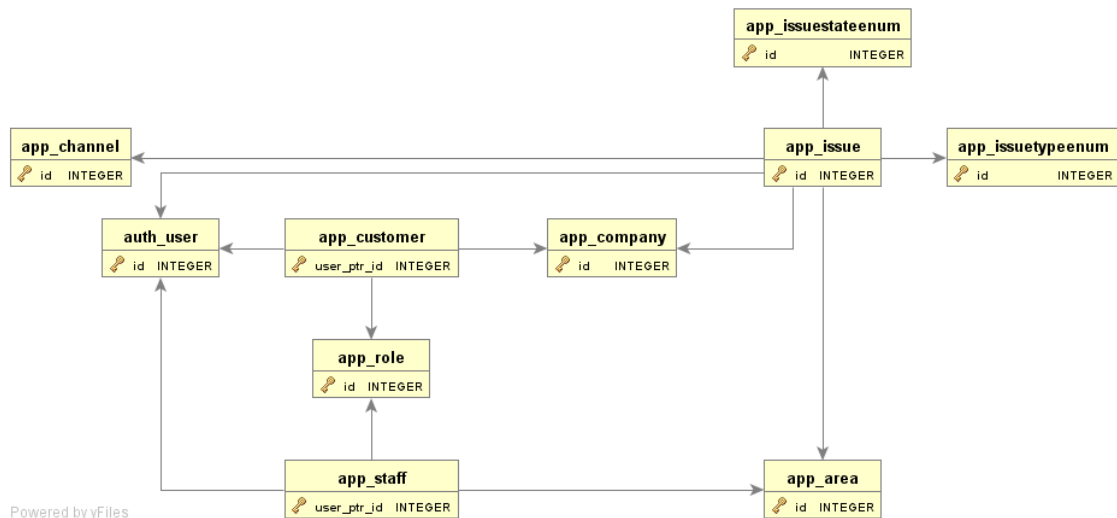 app_issuestateenum
id INTEGER
app_channel
id INTEGER
app_issue
id INTEGER
app_issuetypeenum
id INTEGER
auth_user
id INTEGER
app_customer
user_ptr_id INTEGER
app_company
id INTEGER
app_role
id INTEGER
app_staff
user_ptr_id INTEGER
app_area
id INTEGER
Powered by yFiles